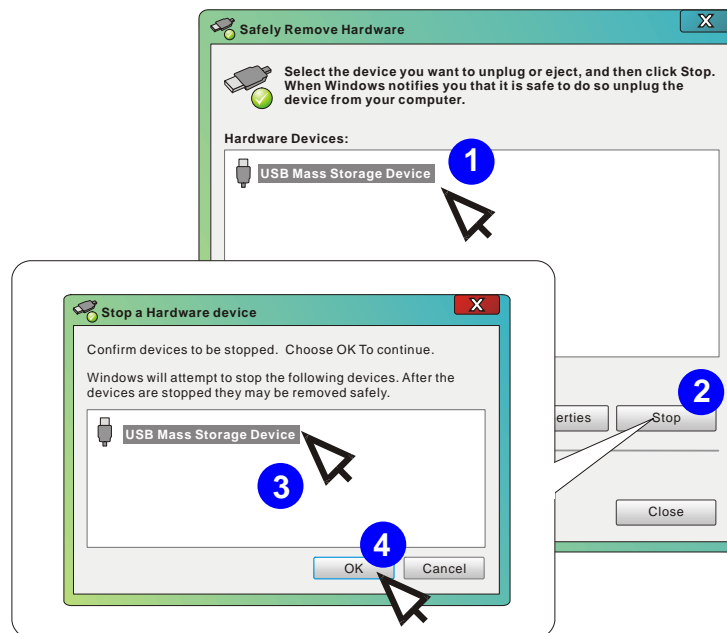 Safely Remove Hardware
X
Select the device you want to unplug or eject, and then click Stop.
When Windows notifies you that it is safe to do so unplug the
device from your computer.
Hardware Devices:
USB Mass Storage Device
1
erties
Stop
2
Close
Stop a Hardware device
X
Confirm devices to be stopped. Choose OK To continue.
Windows will attempt to stop the following devices. After the
devices are stopped they may be removed safely.
USB Mass Storage Device
3
4
OK
Cancel